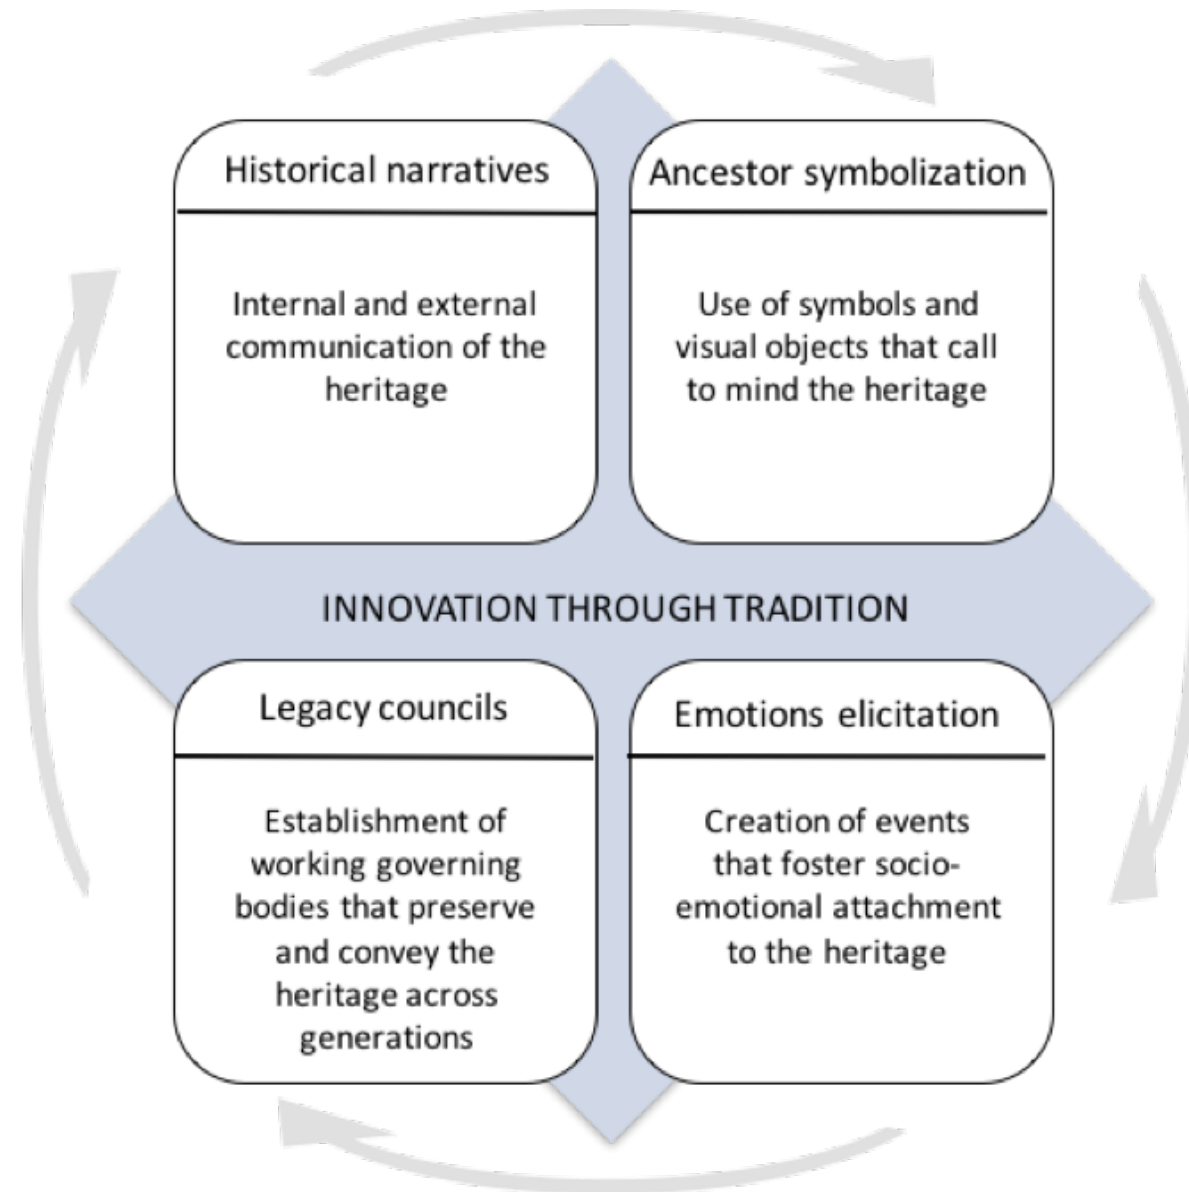 Historical narratives
Internal and external
communication of the
heritage
Ancestor symbolization
Use of symbols and
visual objects that call
to mind the heritage
INNOVATION THROUGH TRADITION
Legacy councils
Establishment of
working governing
bodies that preserve
and convey the
heritage across
generations
Emotions elicitation
Creation of events
that foster socio-
emotional attachment
to the heritage